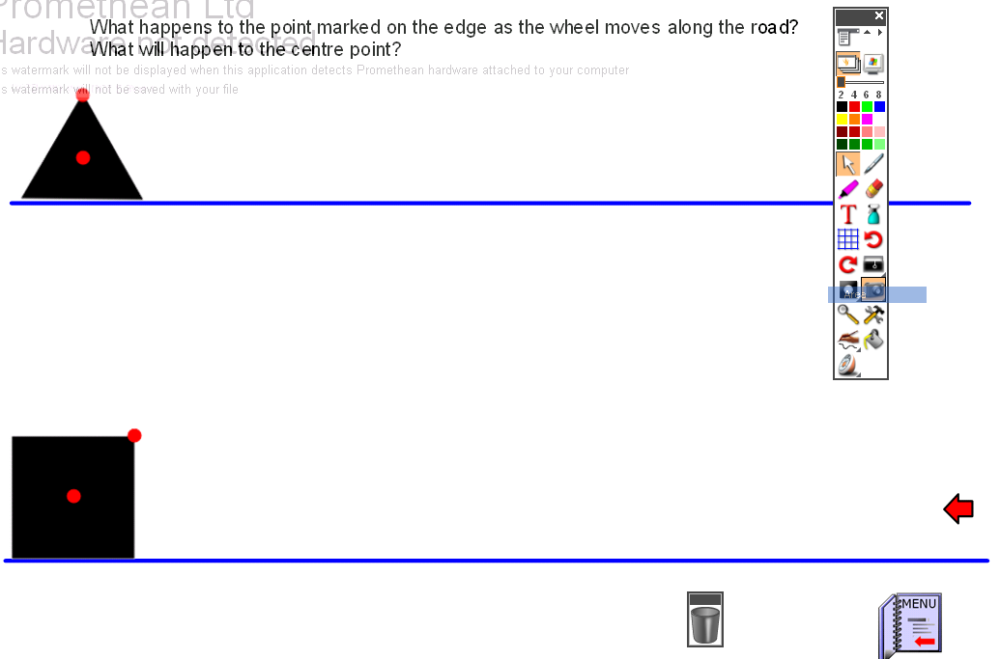 Promethean Ltd
What happens to the point marked on the edge as the wheel moves along the road?
Hardware not detected
What will happen to the centre point?
s watermark will not be displayed when this application detects Promethean hardware attached to your computer
s watermark will not be saved with your file
2 4 6 8
T
Area
MENU